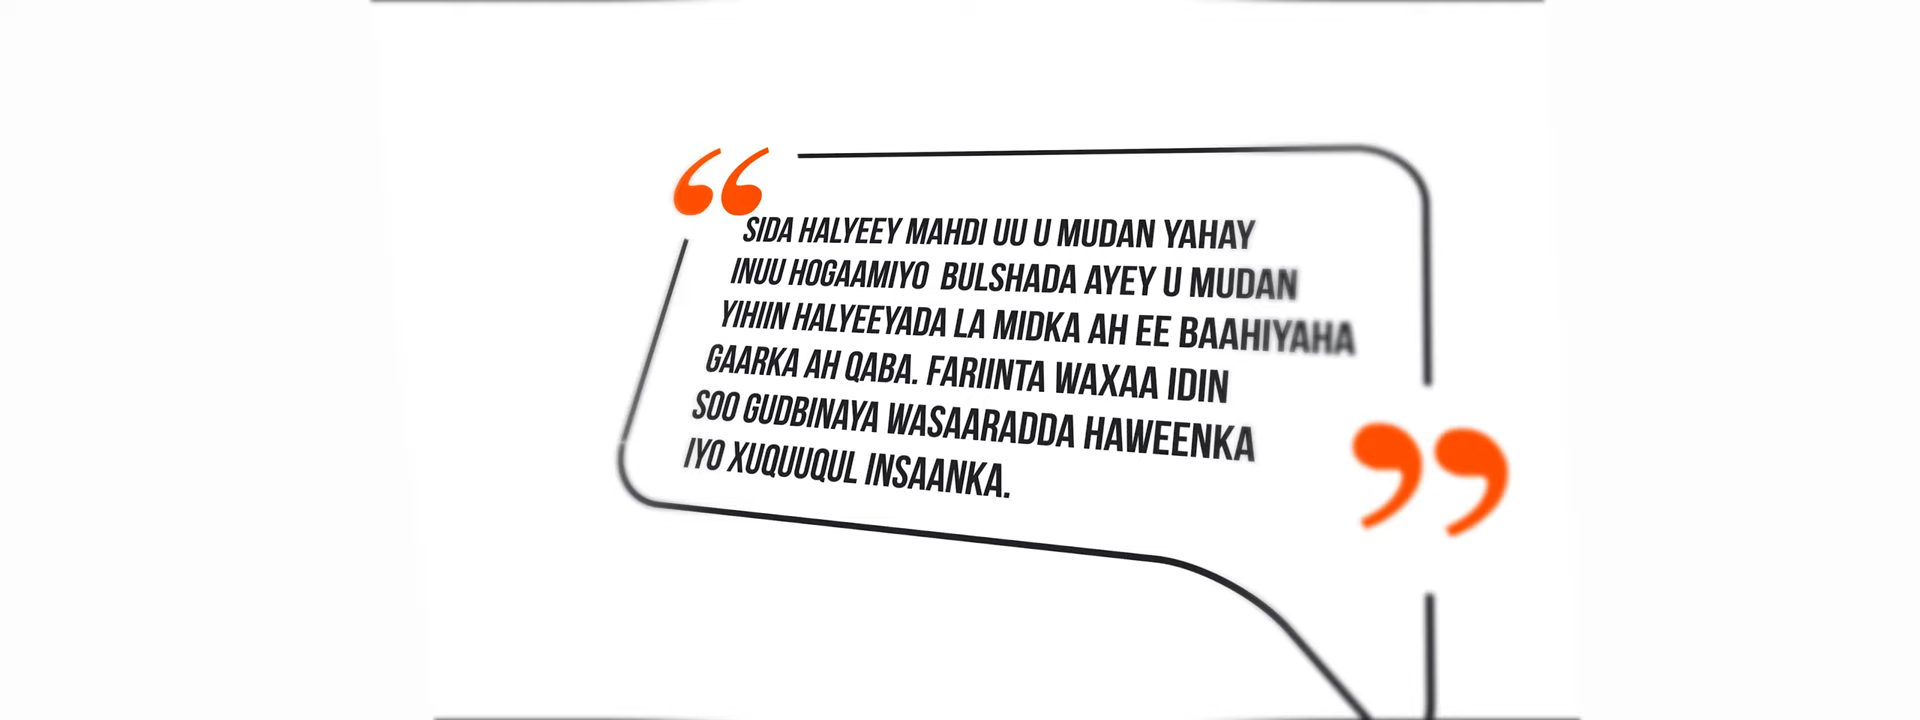 “SIDA HALYEEY MAHDI UU U MUDAN YAHAY
INUU HOGAAMIYO BULSHADA AYEY U MUDAN
YIHIIN HALYEEYADA LA MIDKA AH EE BAAHIYAHA
GAARKA AH QABA. FARIINTA WAXAA IDIN
SOO GUDBINAYA WASAARADDA HAWEENKA
IYO XUQUUQUL INSAANKA.”